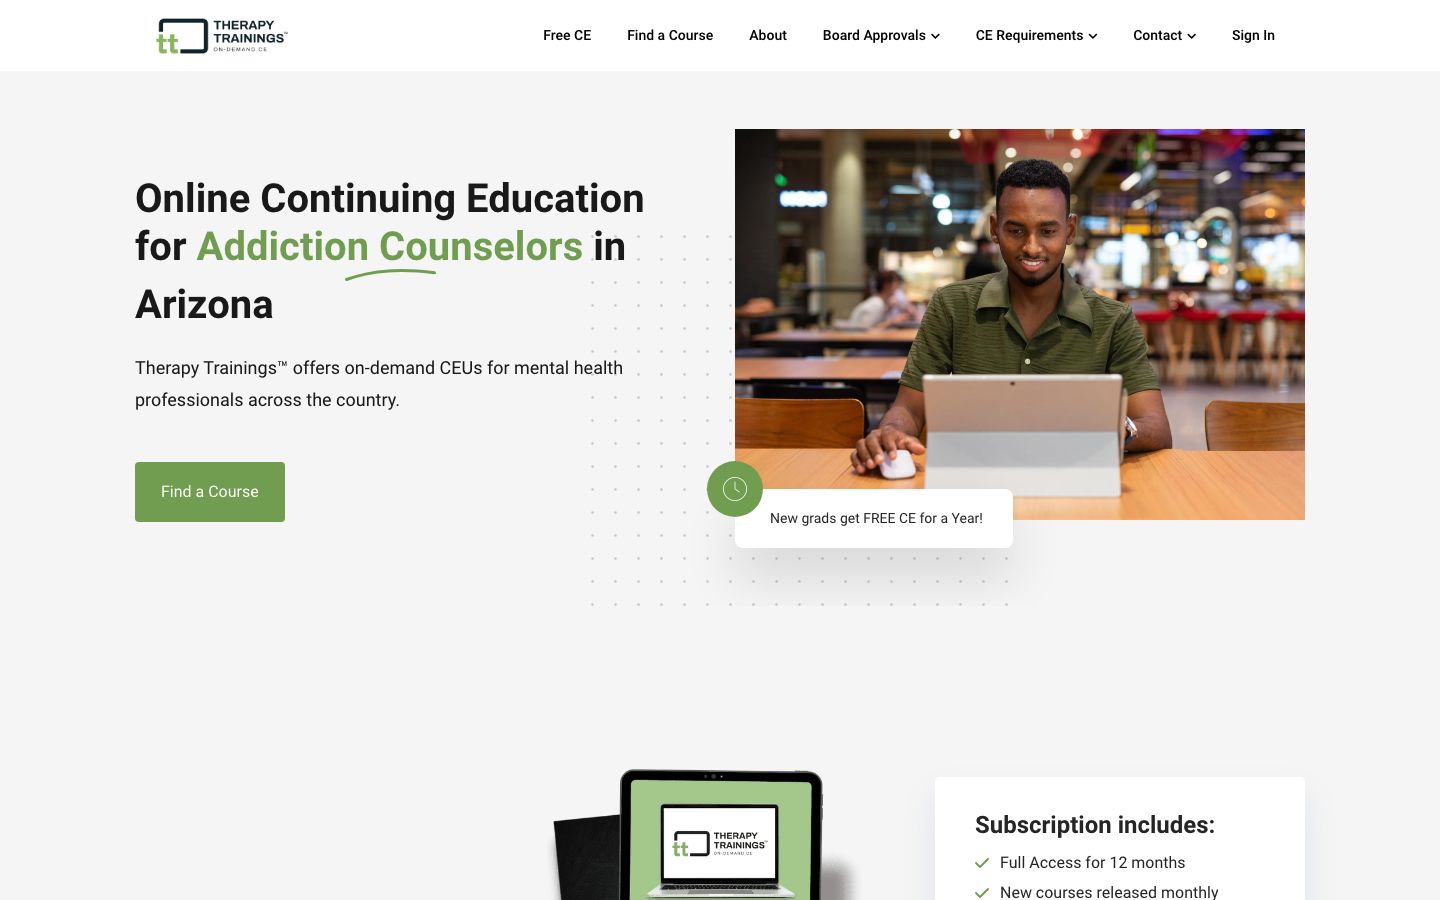 THERAPY
TRAININGS™
ON-DEMAND CE
tt
Free CE
Find a Course
About
Board Approvals
CE Requirements
Contact
Sign In
Online Continuing Education
for Addiction Counselors in
Arizona
Therapy Trainings™ offers on-demand CEUs for mental health
professionals across the country.
Find a Course
New grads get FREE CE for a Year!
THERAPY
TRAININGS™
ON-DEMAND CE
tt
Subscription includes:
Full Access for 12 months
New courses released monthly